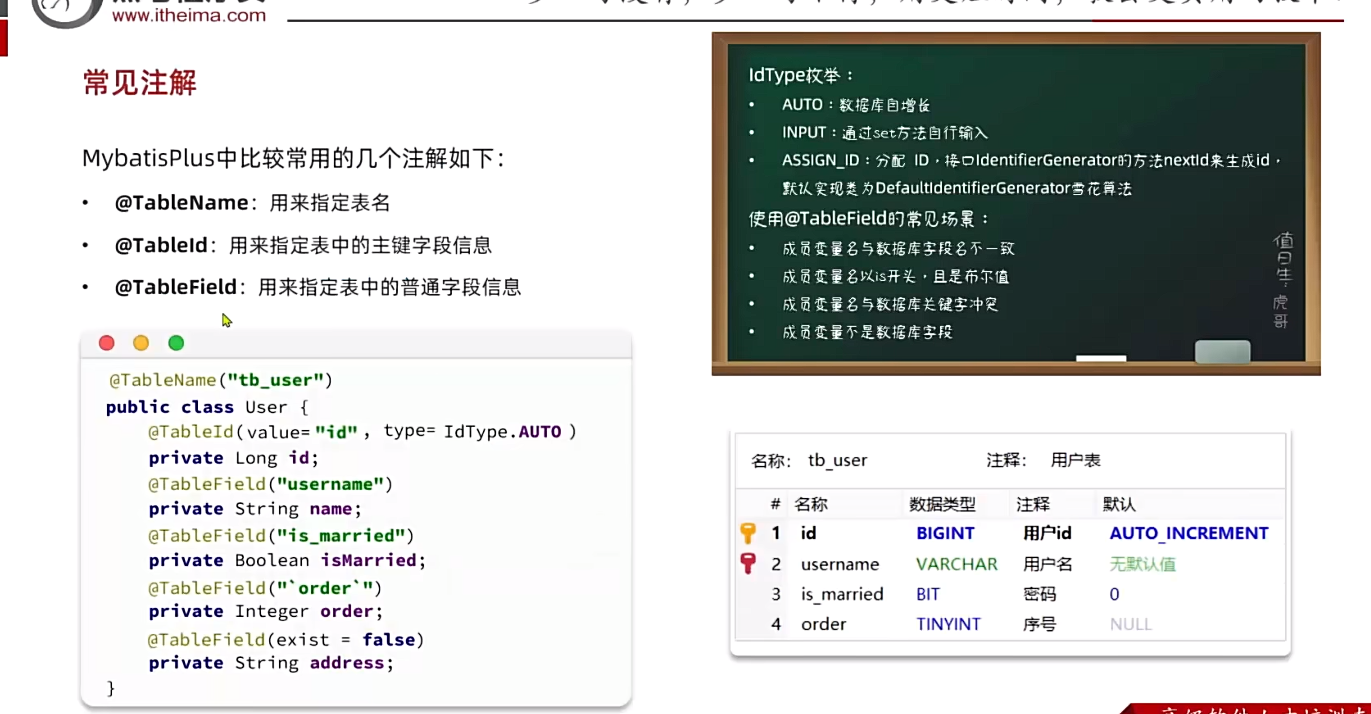 www.itheima.com
常见注解
MybatisPlus中比较常用的几个注解如下：
• @TableName：用来指定表名
• @TableId：用来指定表中的主键字段信息
• @TableField：用来指定表中的普通字段信息
@TableName("tb_user")
public class User {
@TableId(value="id", type= IdType.AUTO )
private Long id;
@TableField("username")
private String name;
@TableField("is_married")
private Boolean isMarried;
@TableField("`order`")
private Integer order;
@TableField(exist = false)
private String address;
}
IdType枚举：
• AUTO：数据库自增长
• INPUT：通过set方法自行输入
• ASSIGN_ID：分配 ID，接口IdentifierGenerator的方法nextId来生成id，
默认实现类为DefaultIdentifierGenerator雪花算法
使用@TableField的常见场景：
• 成员变量名与数据库字段名不一致
• 成员变量名以is开头，且是布尔值
• 成员变量名与数据库关键字冲突
• 成员变量不是数据库字段
值日生：虎哥
名称： tb_user 注释： 用户表
# 名称 数据类型 注释 默认
1 id BIGINT 用户id AUTO_INCREMENT
2 username VARCHAR 用户名 无默认值
3 is_married BIT 密码 0
4 order TINYINT 序号 NULL